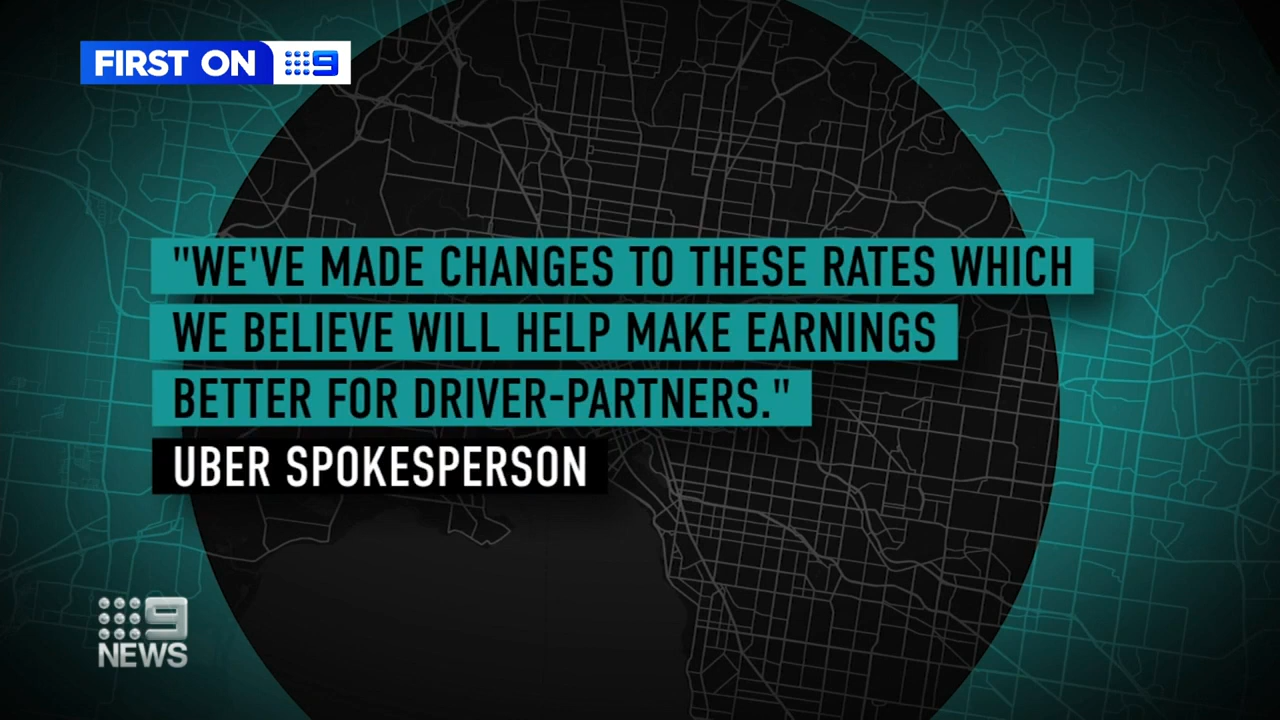 FIRST ON 9
"WE'VE MADE CHANGES TO THESE RATES WHICH
WE BELIEVE WILL HELP MAKE EARNINGS
BETTER FOR DRIVER-PARTNERS."
UBER SPOKESPERSON
9
NEWS